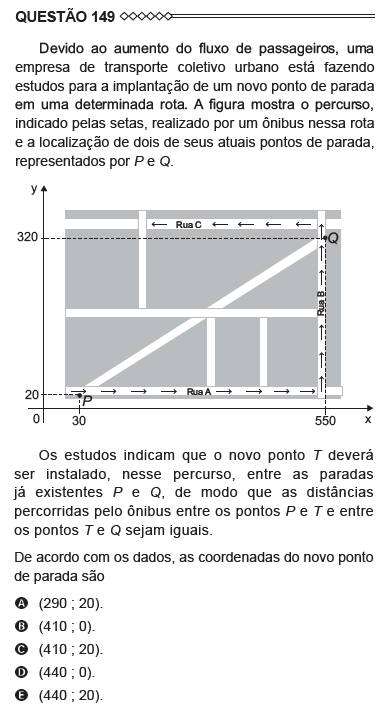 QUESTÃO 149
Devido ao aumento do fluxo de passageiros, uma
empresa de transporte coletivo urbano está fazendo
estudos para a implantação de um novo ponto de parada
em uma determinada rota. A figura mostra o percurso,
indicado pelas setas, realizado por um ônibus nessa rota
e a localização de dois de seus atuais pontos de parada,
representados por P e Q.
y
Rua C
320
Q
Rua B
20
P
Rua A
0
30
550
x
Os estudos indicam que o novo ponto T deverá
ser instalado, nesse percurso, entre as paradas
já existentes P e Q, de modo que as distâncias
percorridas pelo ônibus entre os pontos P e T e entre
os pontos T e Q sejam iguais.
De acordo com os dados, as coordenadas do novo ponto
de parada são
A (290 ; 20).
B (410 ; 0).
C (410 ; 20).
D (440 ; 0).
E (440 ; 20).